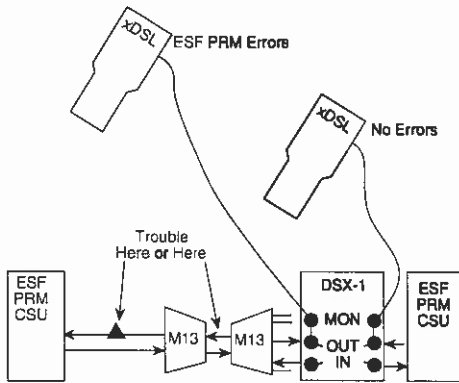 xDSL
ESF PRM Errors
xDSL
No Errors
Trouble
Here or Here
ESF
PRM
CSU
M13
M13
DSX-1
MON
OUT
IN
ESF
PRM
CSU